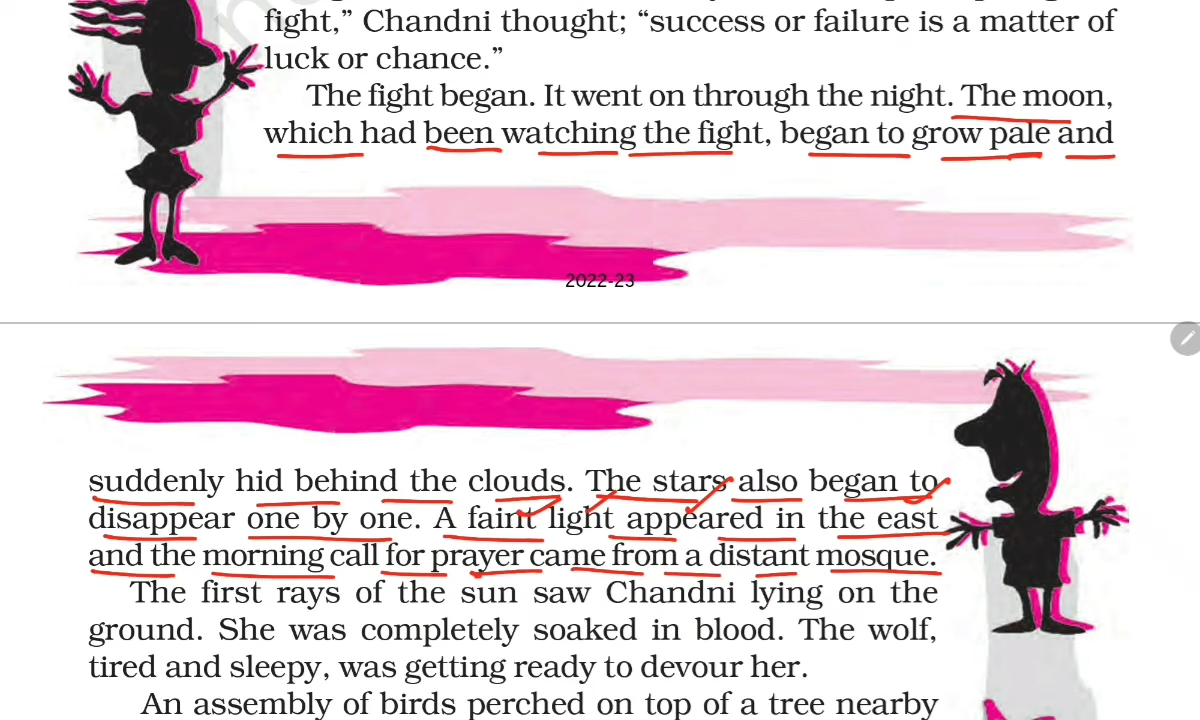 fight,” Chandni thought; “success or failure is a matter of
luck or chance.”
The fight began. It went on through the night. The moon,
which had been watching the fight, began to grow pale and
2022-23
suddenly hid behind the clouds. The stars also began to
disappear one by one. A faint light appeared in the east
and the morning call for prayer came from a distant mosque.
The first rays of the sun saw Chandni lying on the
ground. She was completely soaked in blood. The wolf,
tired and sleepy, was getting ready to devour her.
An assembly of birds perched on top of a tree nearby